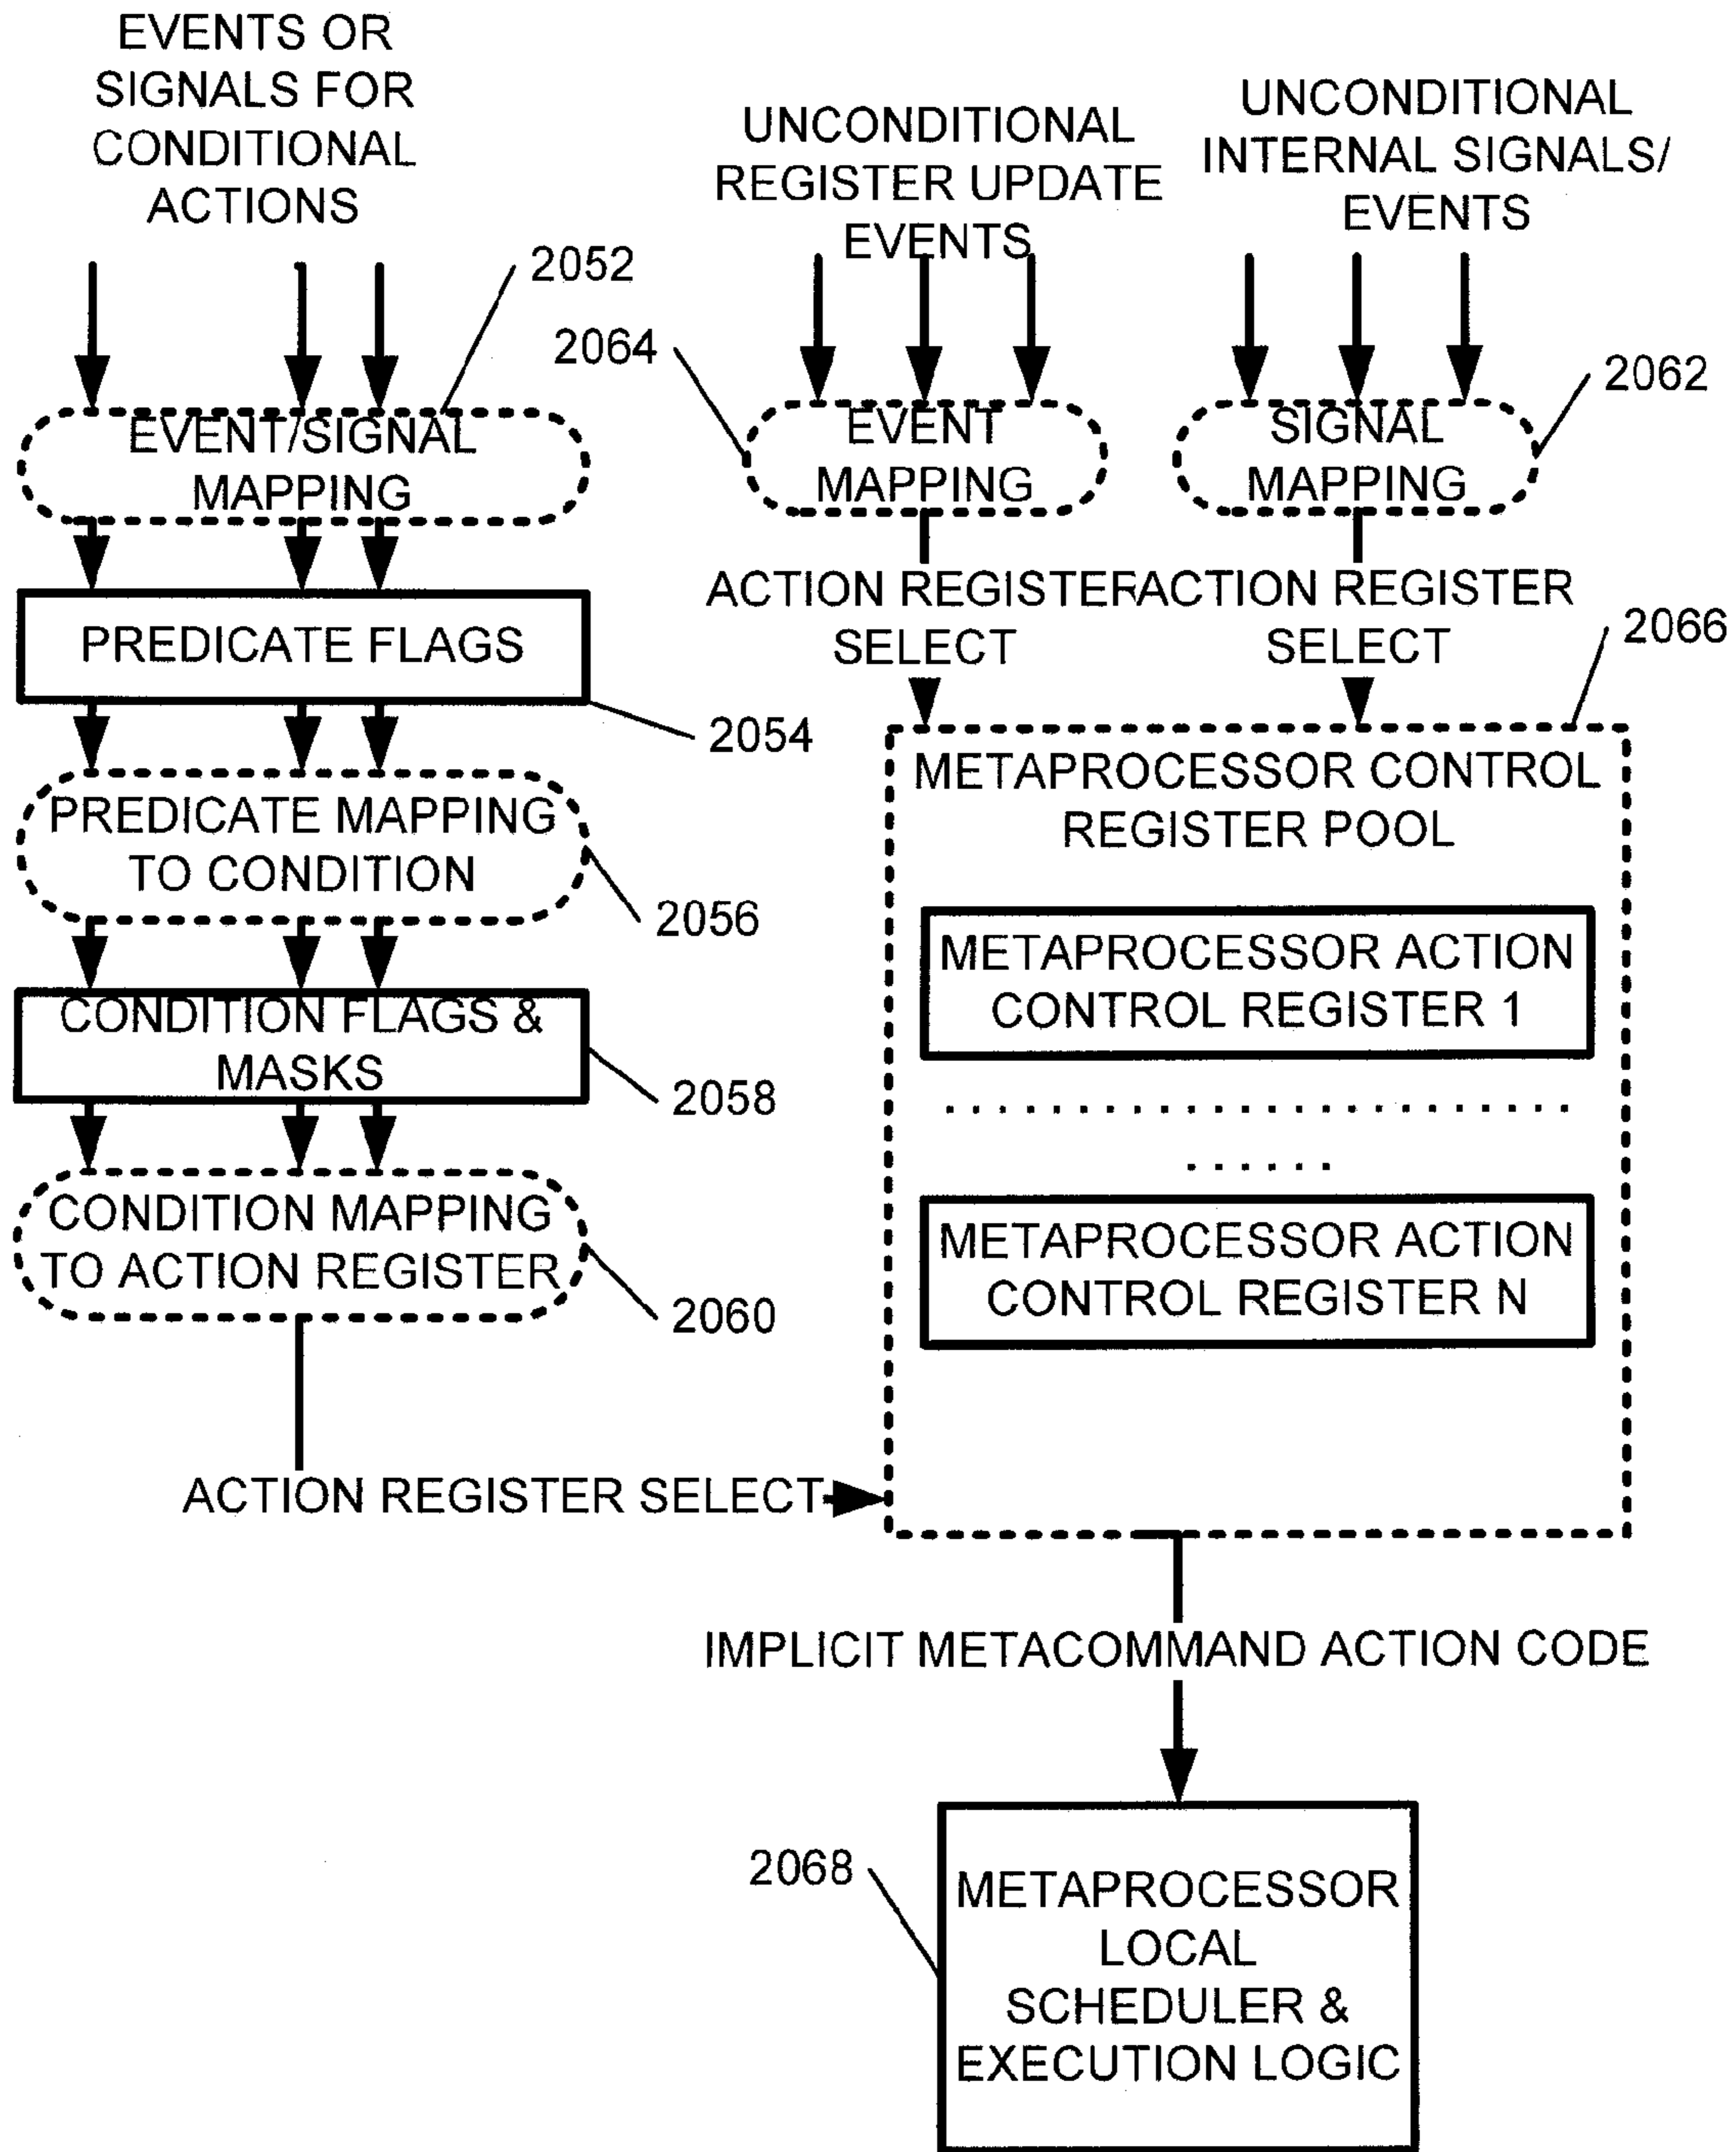 EVENTS OR
SIGNALS FOR
CONDITIONAL
ACTIONS
UNCONDITIONAL
REGISTER UPDATE
EVENTS
UNCONDITIONAL
INTERNAL SIGNALS/
EVENTS
2052
2064
2062
EVENT/SIGNAL
MAPPING
EVENT
MAPPING
SIGNAL
MAPPING
ACTION REGISTER
SELECT
ACTION REGISTER
SELECT
2066
PREDICATE FLAGS
2054
PREDICATE MAPPING
TO CONDITION
2056
CONDITION FLAGS &
MASKS
2058
CONDITION MAPPING
TO ACTION REGISTER
2060
ACTION REGISTER SELECT
METAPROCESSOR CONTROL
REGISTER POOL
METAPROCESSOR ACTION
CONTROL REGISTER 1
METAPROCESSOR ACTION
CONTROL REGISTER N
IMPLICIT METACOMMAND ACTION CODE
2068
METAPROCESSOR
LOCAL
SCHEDULER &
EXECUTION LOGIC